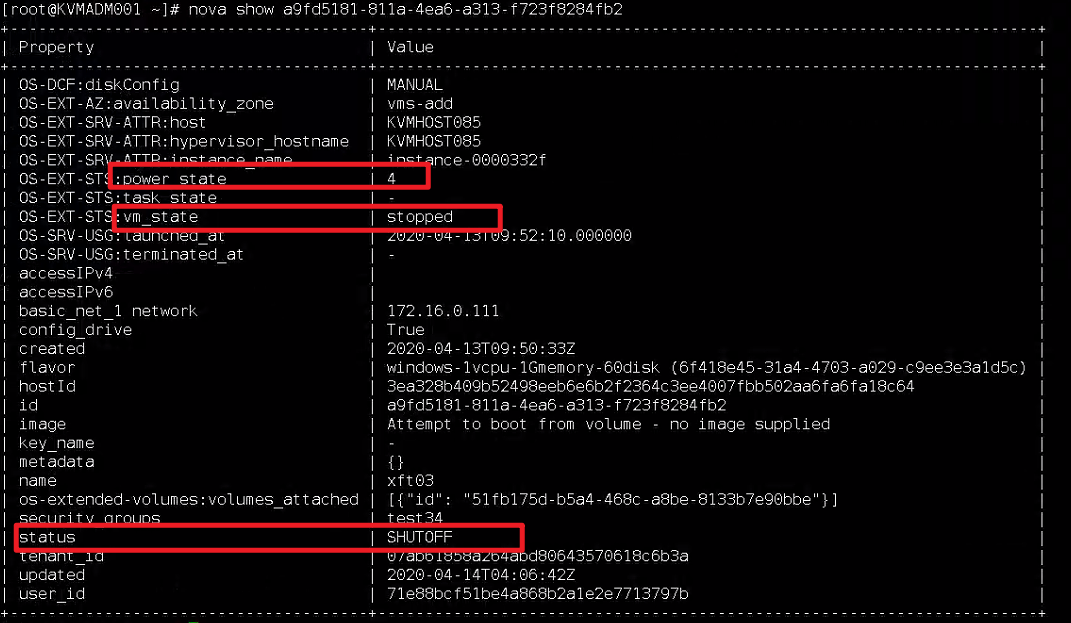 [root@KVMADM001 ~]# nova show a9fd5181-811a-4ea6-a313-f723f8284fb2
| Property | Value |
| OS-DCF:diskConfig | MANUAL |
| OS-EXT-AZ:availability_zone | vms-add |
| OS-EXT-SRV-ATTR:host | KVMHOST085 |
| OS-EXT-SRV-ATTR:hypervisor_hostname | KVMHOST085 |
| OS-EXT-SRV-ATTR:instance_name | instance-0000332f |
| OS-EXT-STS:power_state | 4 |
| OS-EXT-STS:task_state | - |
| OS-EXT-STS:vm_state | stopped |
| OS-SRV-USG:launched_at | 2020-04-13T09:52:10.000000 |
| OS-SRV-USG:terminated_at | - |
| accessIPv4 | |
| accessIPv6 | |
| basic_net_1 network | 172.16.0.111 |
| config_drive | True |
| created | 2020-04-13T09:50:33Z |
| flavor | windows-1vcpu-1Gmemory-60disk (6f418e45-31a4-4703-a029-c9ee3e3a1d5c) |
| hostId | 3ea328b409b52498eeb6e6b2f2364c3ee4007fbb502aa6fa6fa18c64 |
| id | a9fd5181-811a-4ea6-a313-f723f8284fb2 |
| image | Attempt to boot from volume - no image supplied |
| key_name | - |
| metadata | {} |
| name | xft03 |
| os-extended-volumes:volumes_attached | [{"id": "51fb175d-b5a4-468c-a8be-8133b7e90bbe"}] |
| security_groups | test34 |
| status | SHUTOFF |
| tenant_id | 07ab61858a264abd80643570618c6b3a |
| updated | 2020-04-14T04:06:42Z |
| user_id | 71e88bcf51be4a868b2a1e2e7713797b |